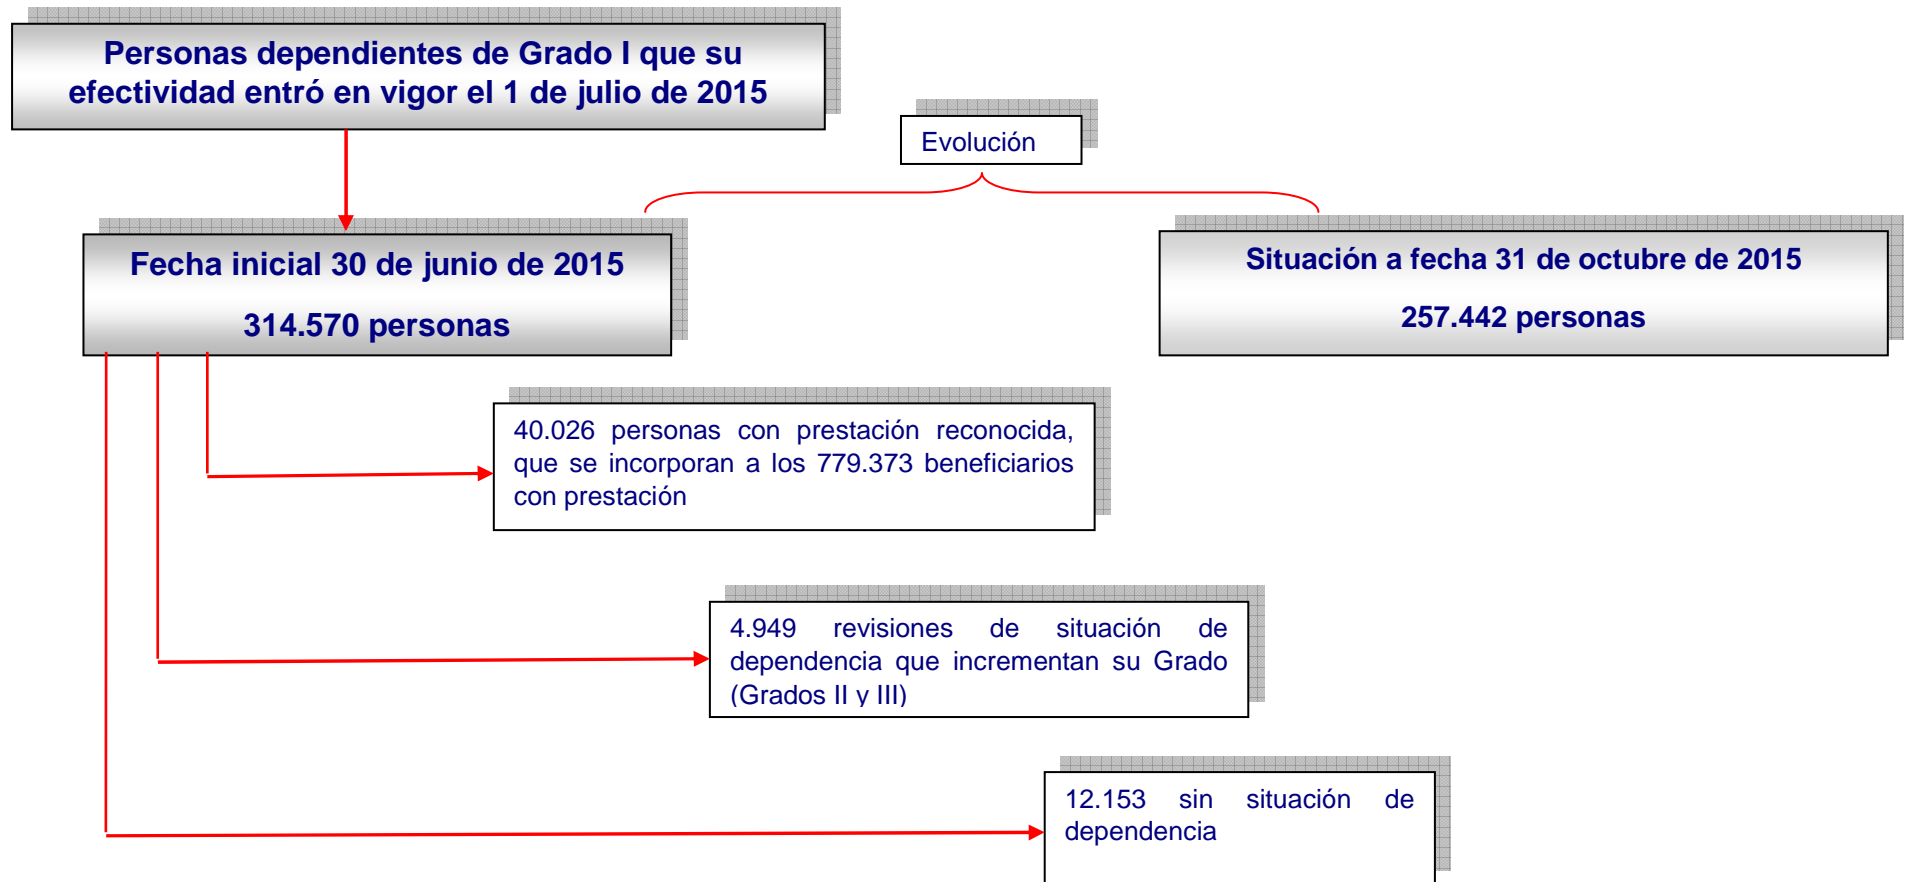 Personas dependientes de Grado I que su
efectividad entró en vigor el 1 de julio de 2015
Evolución
Fecha inicial 30 de junio de 2015
314.570 personas
Situación a fecha 31 de octubre de 2015
257.442 personas
40.026 personas con prestación reconocida,
que se incorporan a los 779.373 beneficiarios
con prestación
4.949 revisiones de situación de
dependencia que incrementan su Grado
(Grados II y III)
12.153 sin situación de
dependencia